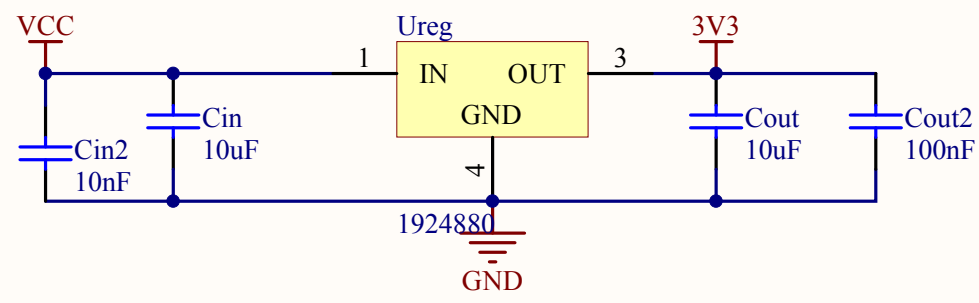 VCC
Ureg
3V3
1
IN
OUT
3
GND
Cin
10uF
Cout
10uF
Cout2
100nF
Cin2
10nF
4
1924880
GND